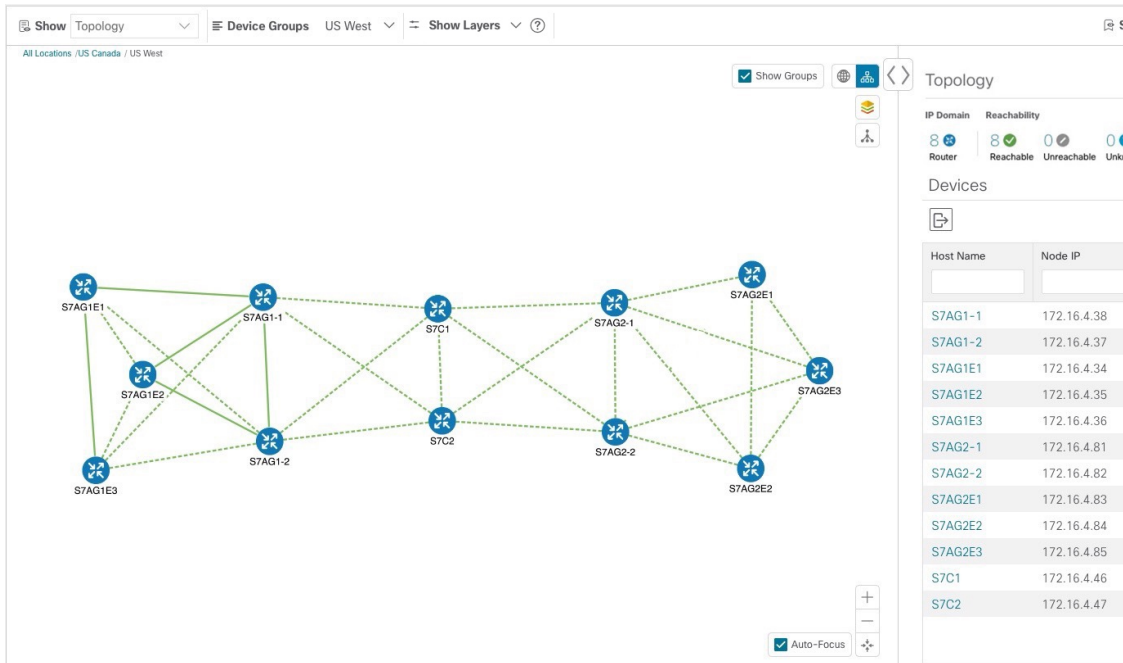 Show Topology Device Groups US West Show Layers ?
All Locations /US Canada / US West
Show Groups
Topology
IP Domain Reachability
8 8 0 0
Router Reachable Unreachable
Devices
Host Name Node IP
S7AG1-1 172.16.4.38
S7AG1-2 172.16.4.37
S7AG1E1 172.16.4.34
S7AG1E2 172.16.4.35
S7AG1E3 172.16.4.36
S7AG2-1 172.16.4.81
S7AG2-2 172.16.4.82
S7AG2E1 172.16.4.83
S7AG2E2 172.16.4.84
S7AG2E3 172.16.4.85
S7C1 172.16.4.46
S7C2 172.16.4.47
S7AG1E1
S7AG1-1
S7C1
S7AG2-1
S7AG2E1
S7AG1E2
S7AG2E3
S7AG1-2
S7C2
S7AG2-2
S7AG1E3
S7AG2E2
Auto-Focus